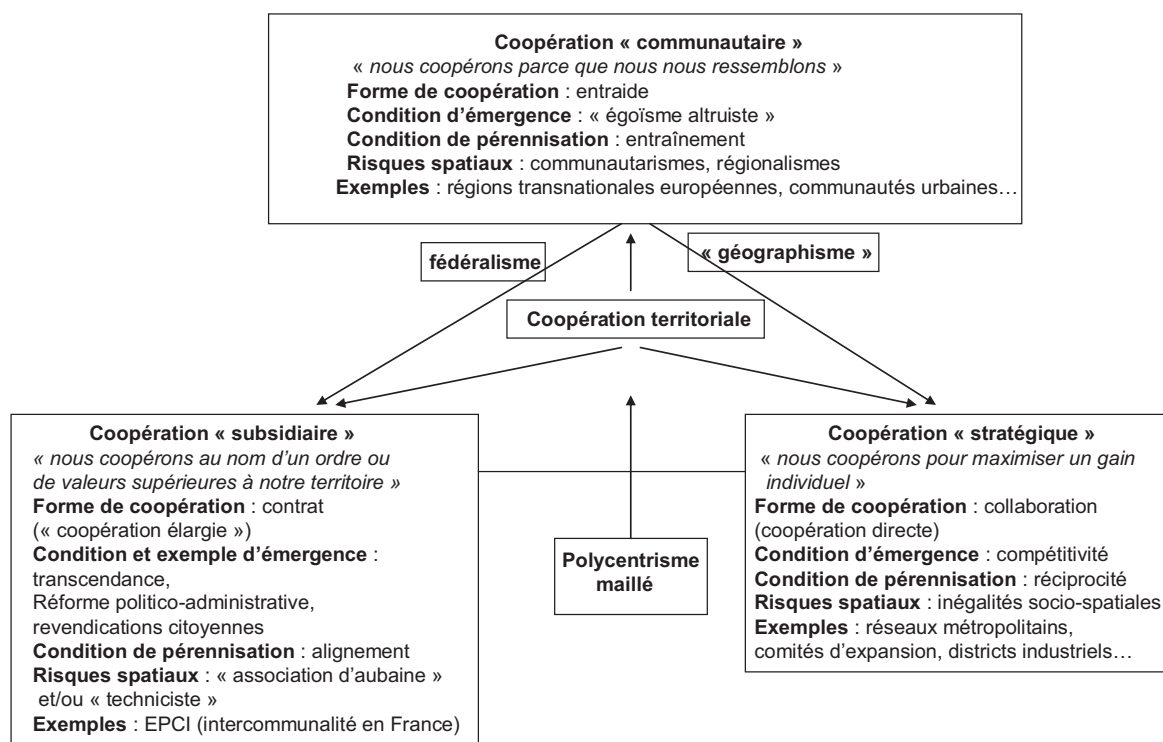 Coopération « communautaire »
« nous coopérons parce que nous nous ressemblons »
Forme de coopération : entraide
Condition d’émergence : « égoïsme altruiste »
Condition de pérennisation : entraînement
Risques spatiaux : communautarismes, régionalismes
Exemples : régions transnationales européennes, communautés urbaines…
fédéralisme
« géographisme »
Coopération territoriale
Coopération « subsidiaire »
« nous coopérons au nom d’un ordre ou
de valeurs supérieures à notre territoire »
Forme de coopération : contrat
(« coopération élargie »)
Condition et exemple d’émergence :
transcendance,
Réforme politico-administrative,
revendications citoyennes
Condition de pérennisation : alignement
Risques spatiaux : « association d’aubaine »
et/ou « techniciste »
Exemples : EPCI (intercommunalité en France)
Polycentrisme
maillé
Coopération « stratégique »
« nous coopérons pour maximiser un gain
individuel »
Forme de coopération : collaboration
(coopération directe)
Condition d’émergence : compétitivité
Condition de pérennisation : réciprocité
Risques spatiaux : inégalités socio-spatiales
Exemples : réseaux métropolitains,
comités d’expansion, districts industriels…